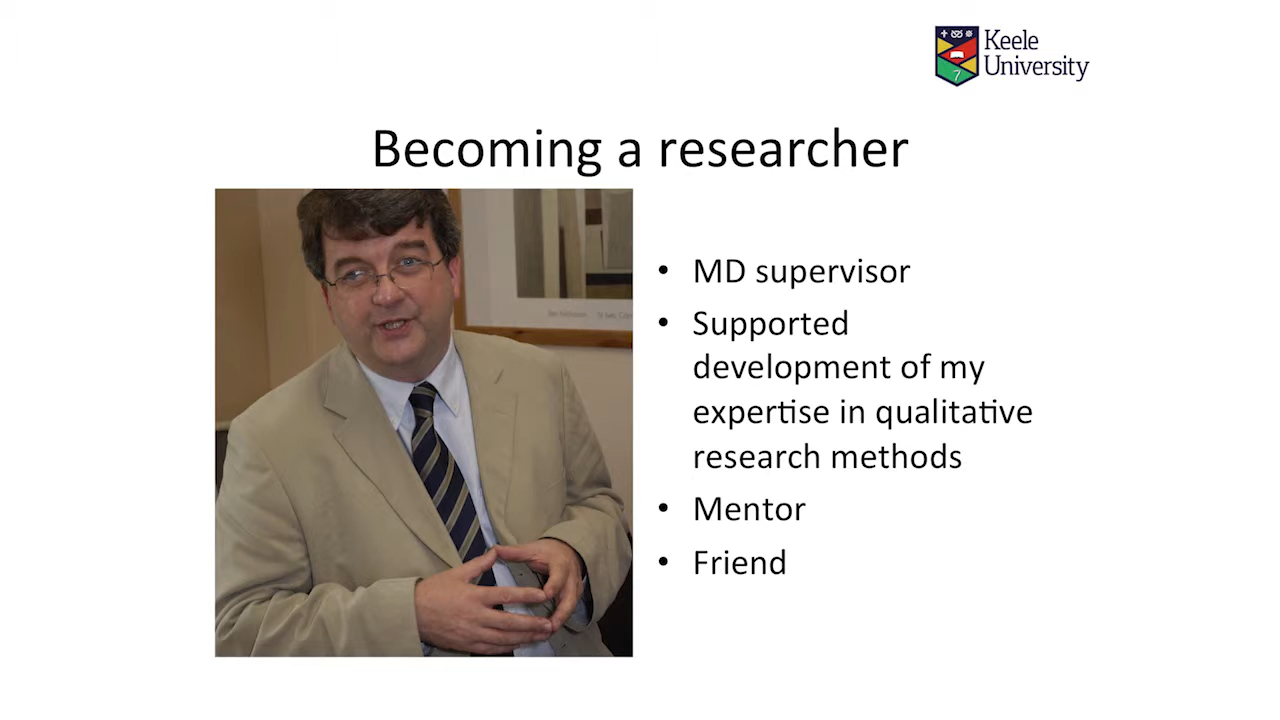 Keele
University
Becoming a researcher
• MD supervisor
• Supported
development of my
expertise in qualitative
research methods
• Mentor
• Friend